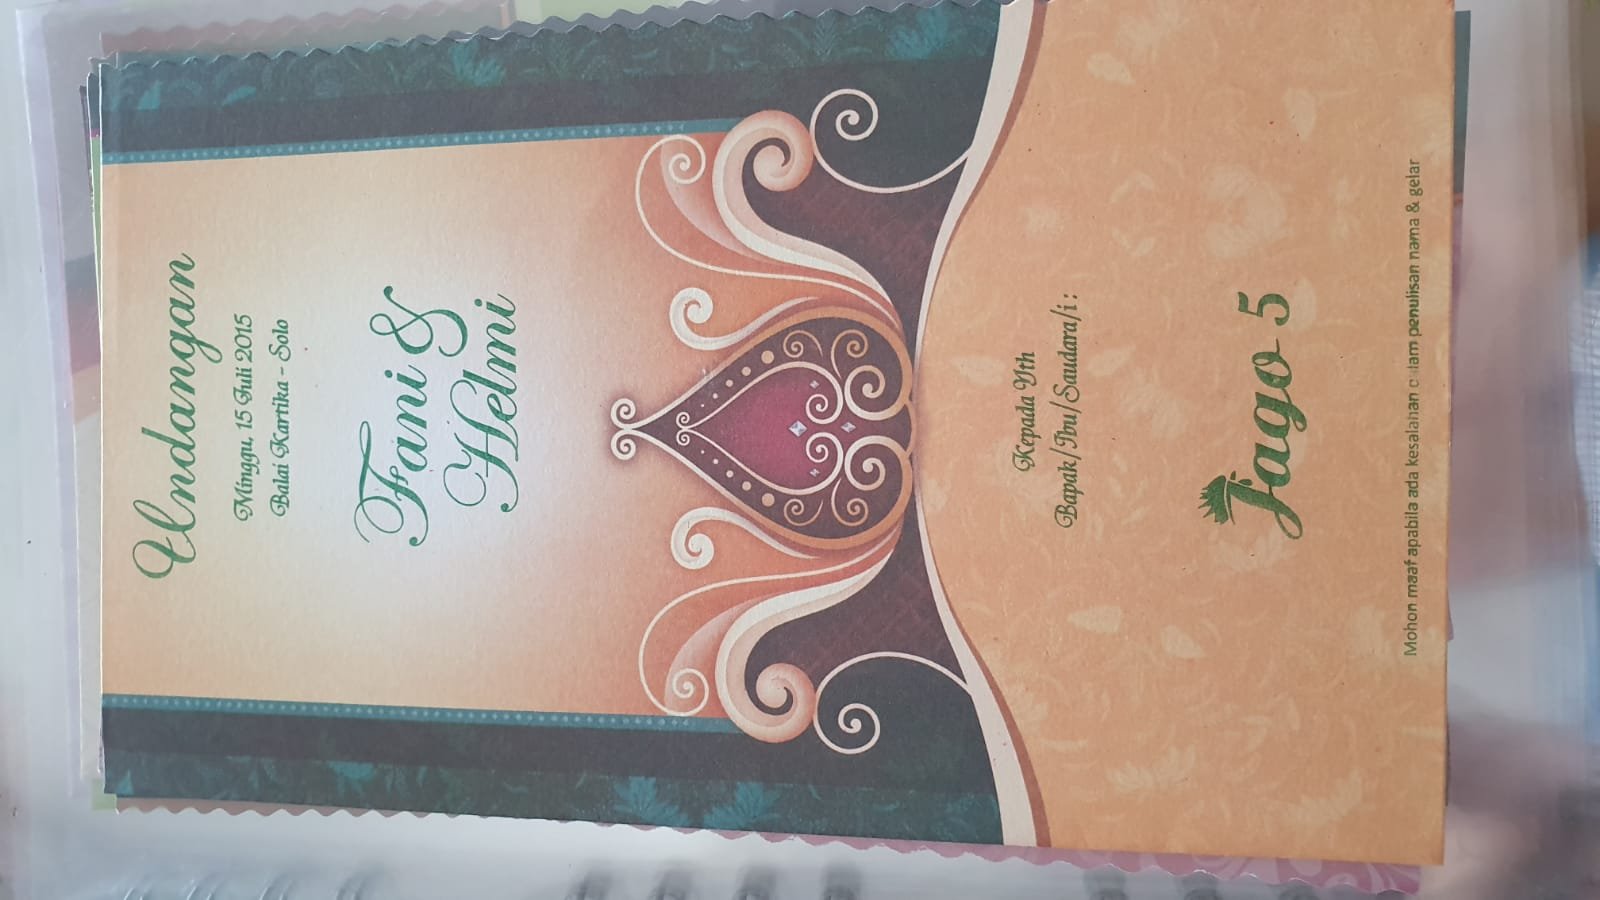 Undangan
Minggu, 15 Juli 2015
Balai Kartika - Solo
Fani &
Helmi
Kepada Yth
Bapak/Ibu/Saudara/i :
Jago 5
Mohon maaf apabila ada kesalahan dalam penulisan nama & gelar